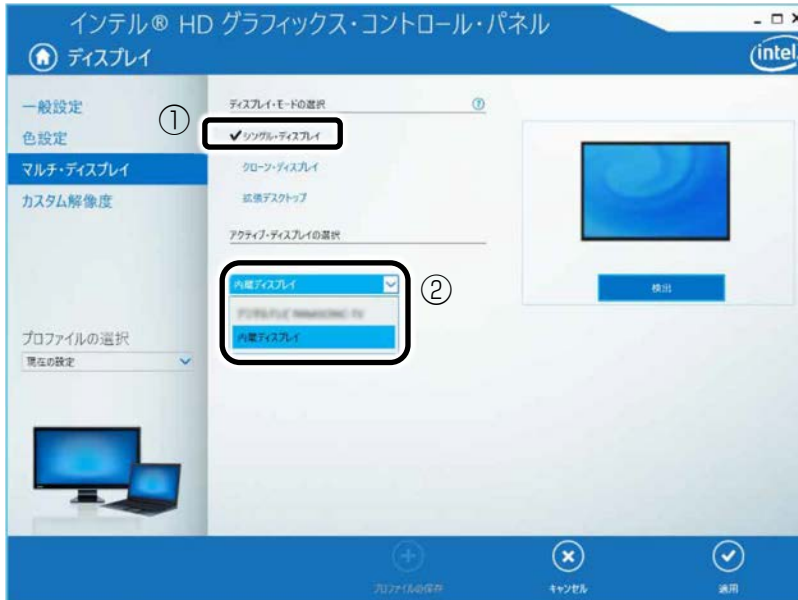 インテル® HD グラフィックス・コントロール・パネル
ディスプレイ
intel
一般設定
色設定
マルチ・ディスプレイ
カスタム解像度
プロファイルの選択
現在の設定
①
ディスプレイ・モードの選択
?
シングル・ディスプレイ
クローン・ディスプレイ
拡張デスクトップ
アクティブ・ディスプレイの選択
内蔵ディスプレイ
②
内蔵ディスプレイ
検出
プロファイルの保存
キャンセル
適用